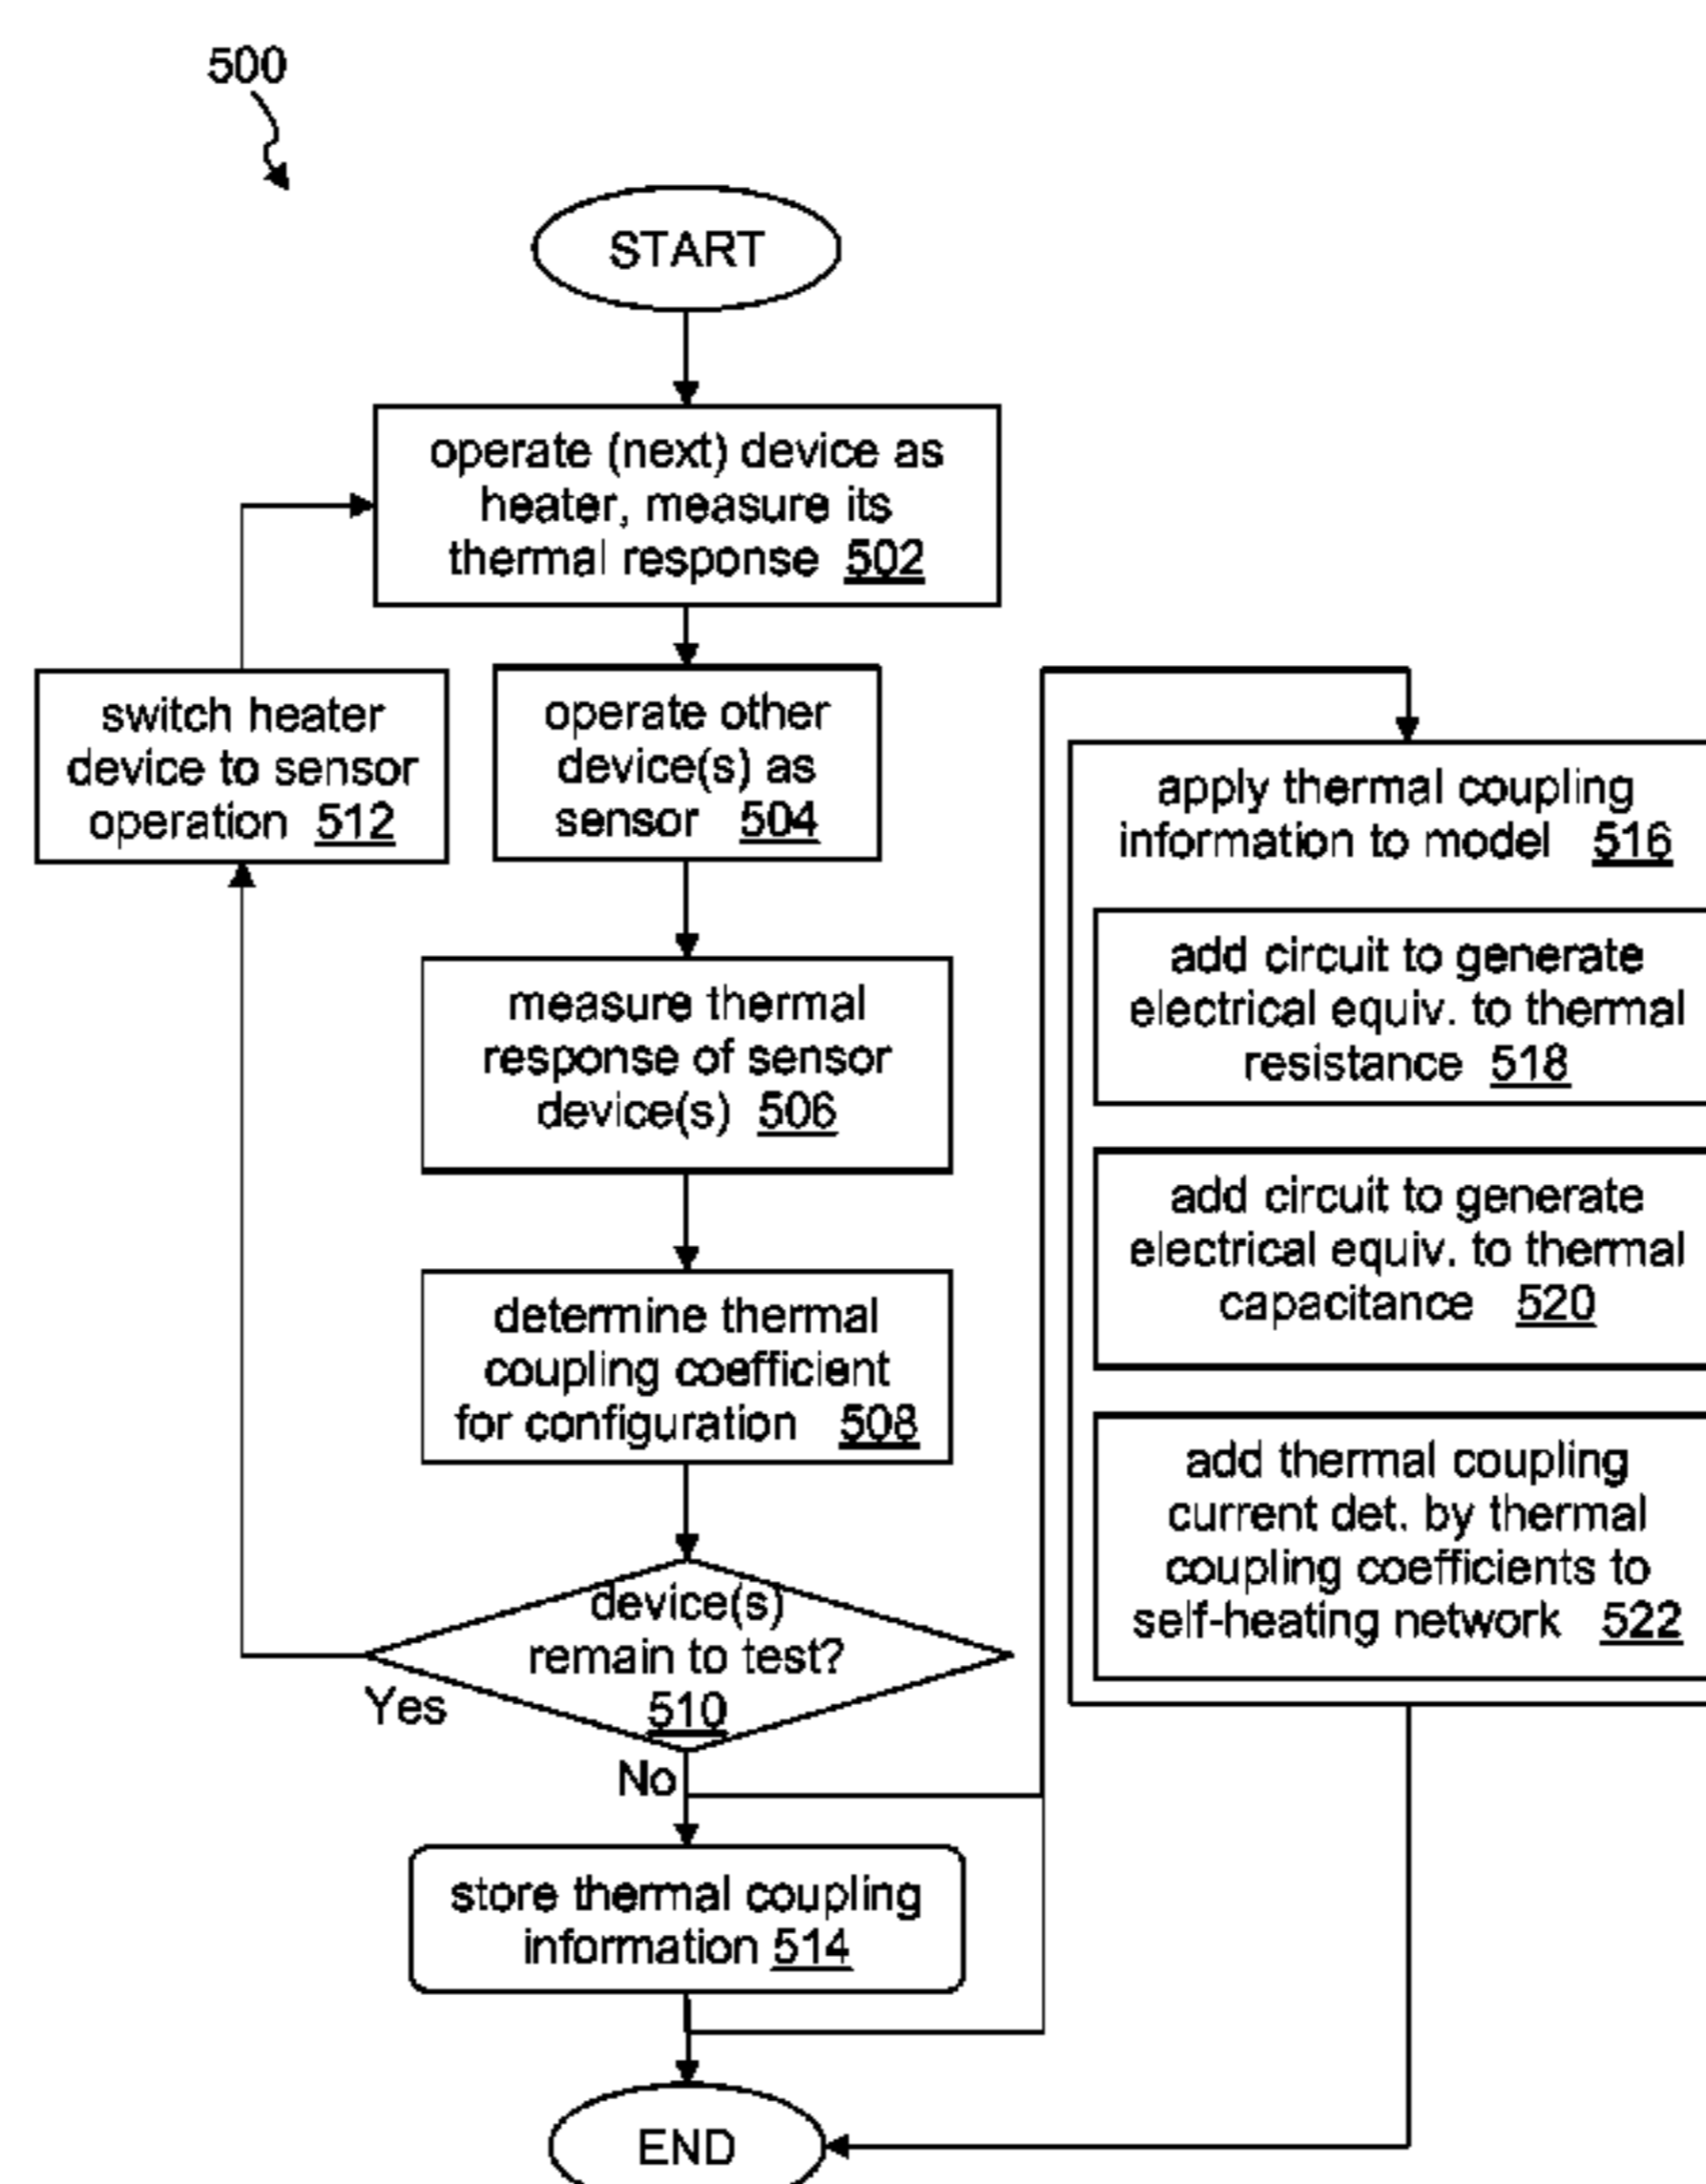 500
START
operate (next) device as
heater, measure its
thermal response 502
switch heater
device to sensor
operation 512
operate other
device(s) as
sensor 504
measure thermal
response of sensor
device(s) 506
determine thermal
coupling coefficient
for configuration 508
device(s)
remain to test?
510
Yes
No
store thermal coupling
information 514
END
apply thermal coupling
information to model 516
add circuit to generate
electrical equiv. to thermal
resistance 518
add circuit to generate
electrical equiv. to thermal
capacitance 520
add thermal coupling
current det. by thermal
coupling coefficients to
self-heating network 522